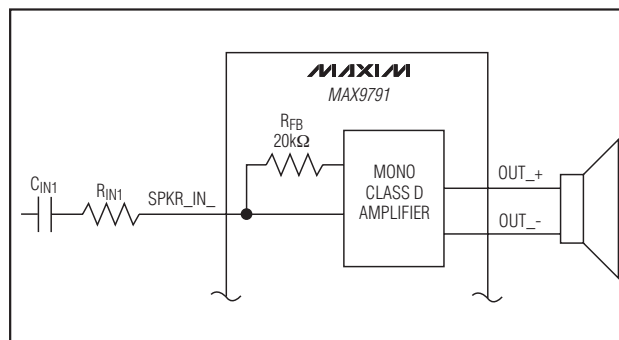 MAXIM
MAX9791
RFB
20kΩ
MONO
CLASS D
AMPLIFIER
CIN1
RIN1
SPKR_IN_
OUT_+
OUT_-